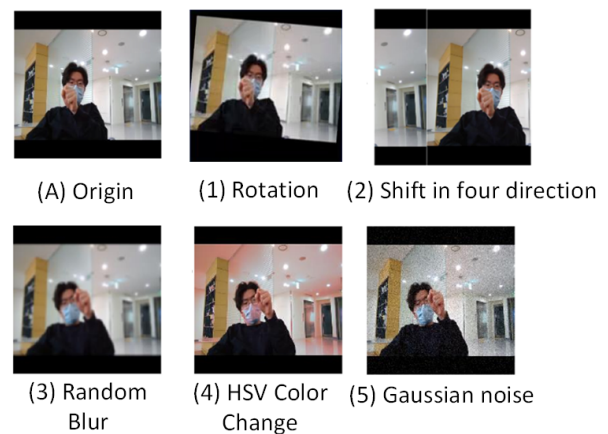 (A) Origin
(1) Rotation
(2) Shift in four direction
(3) Random
Blur
(4) HSV Color
Change
(5) Gaussian noise